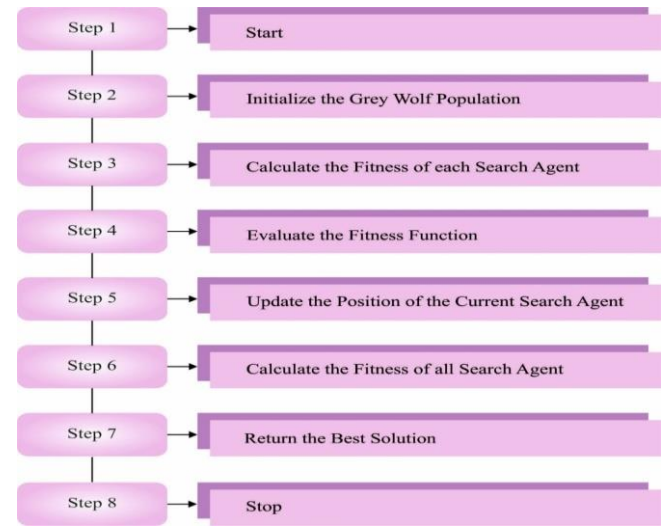 Step 1
Start
Step 2
Initialize the Grey Wolf Population
Step 3
Calculate the Fitness of each Search Agent
Step 4
Evaluate the Fitness Function
Step 5
Update the Position of the Current Search Agent
Step 6
Calculate the Fitness of all Search Agent
Step 7
Return the Best Solution
Step 8
Stop